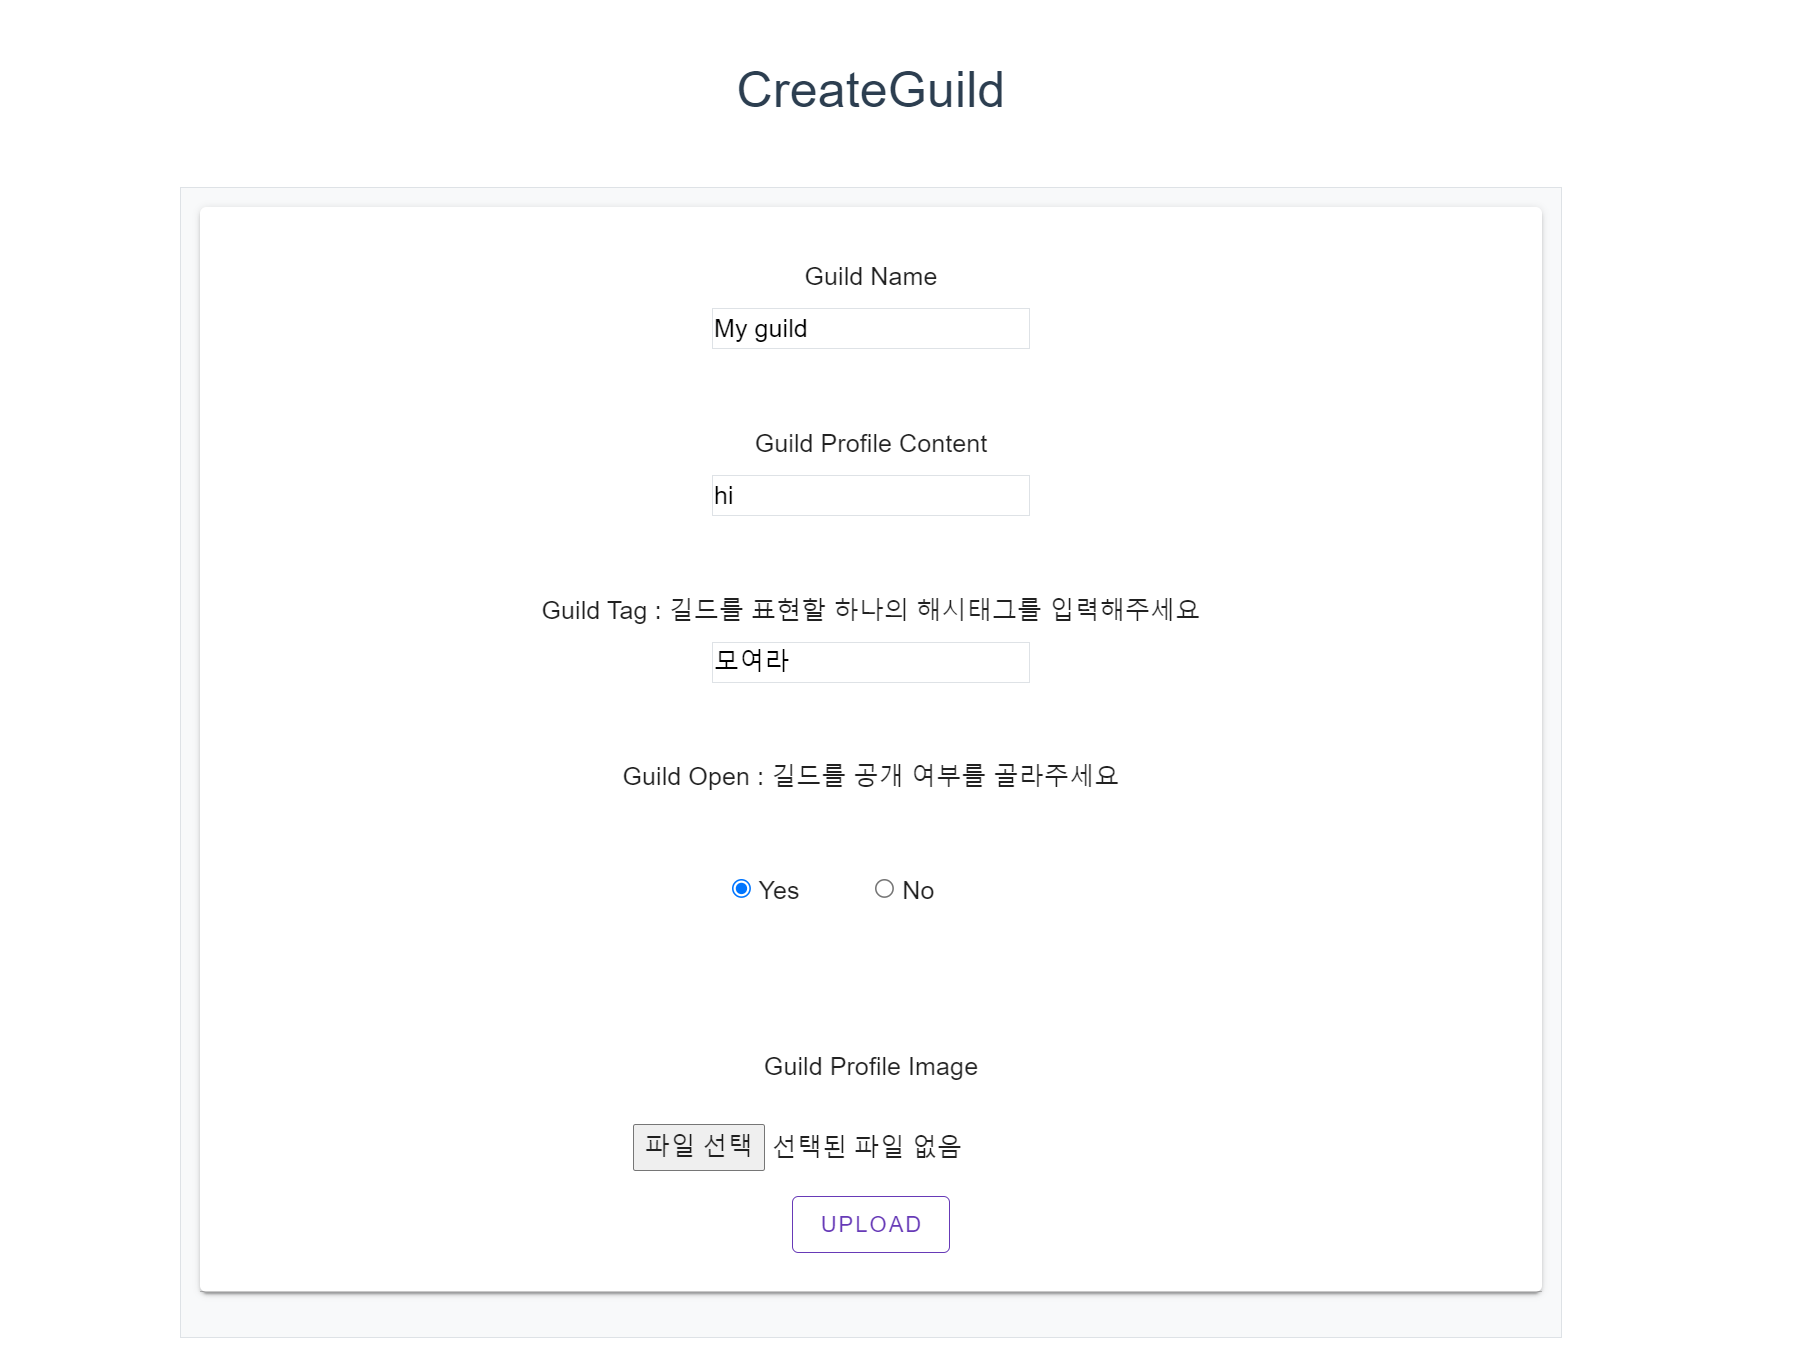 CreateGuild
Guild Name
My guild
Guild Profile Content
hi
Guild Tag : 길드를 표현할 하나의 해시태그를 입력해주세요
모여라
Guild Open : 길드를 공개 여부를 골라주세요
Yes No
Guild Profile Image
파일 선택 선택된 파일 없음
UPLOAD